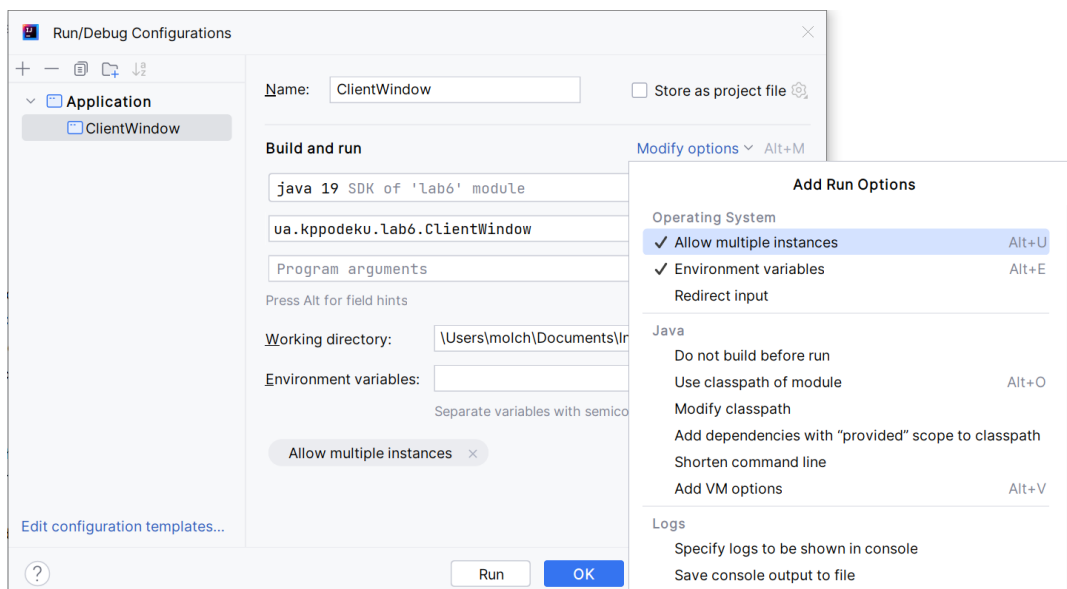 Run/Debug Configurations
Application
ClientWindow
Edit configuration templates...
Name: ClientWindow
Store as project file
Build and run
Modify options Alt+M
java 19 SDK of 'lab6' module
ua.kppodeku.lab6.ClientWindow
Program arguments
Press Alt for field hints
Working directory: \Users\molch\Documents\In
Environment variables:
Separate variables with semico
Allow multiple instances
?
Run
OK
Add Run Options
Operating System
Allow multiple instances Alt+U
Environment variables Alt+E
Redirect input
Java
Do not build before run
Use classpath of module Alt+O
Modify classpath
Add dependencies with “provided” scope to classpath
Shorten command line
Add VM options Alt+V
Logs
Specify logs to be shown in console
Save console output to file